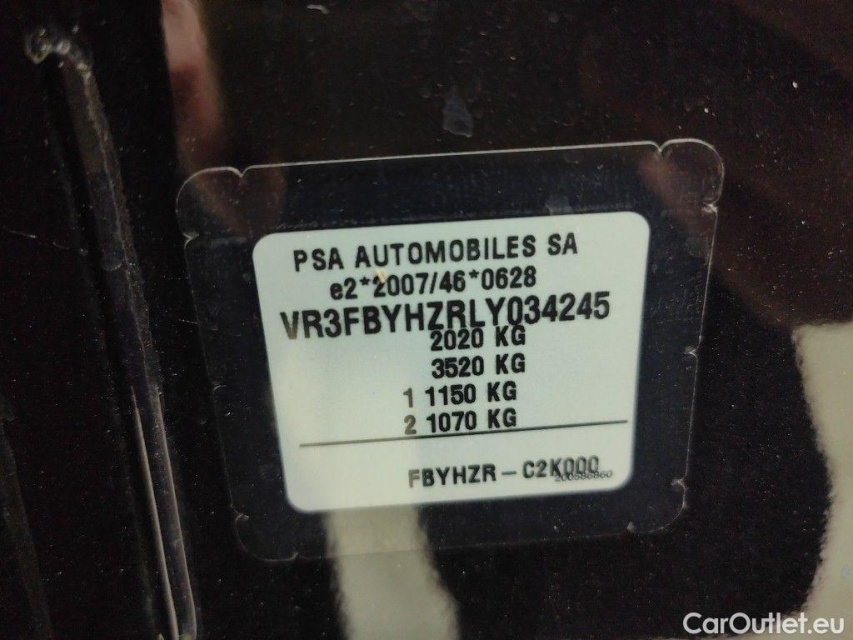 PSA AUTOMOBILES SA
e2*2007/46*0628
VR3FBYHZRLY034245
2020 KG
3520 KG
1 1150 KG
2 1070 KG
FBYHZR - C2K000
CarOutlet.eu